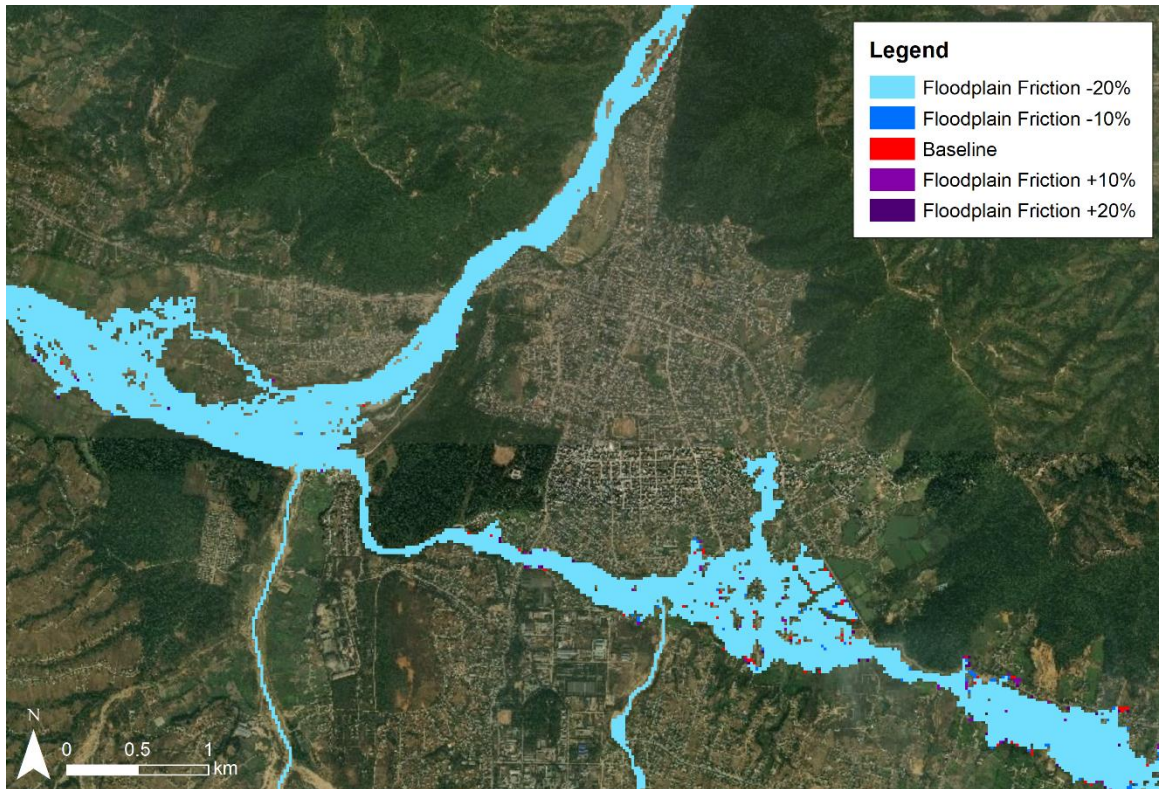 Legend
Floodplain Friction -20%
Floodplain Friction -10%
Baseline
Floodplain Friction +10%
Floodplain Friction +20%
N
0 0.5 1
km